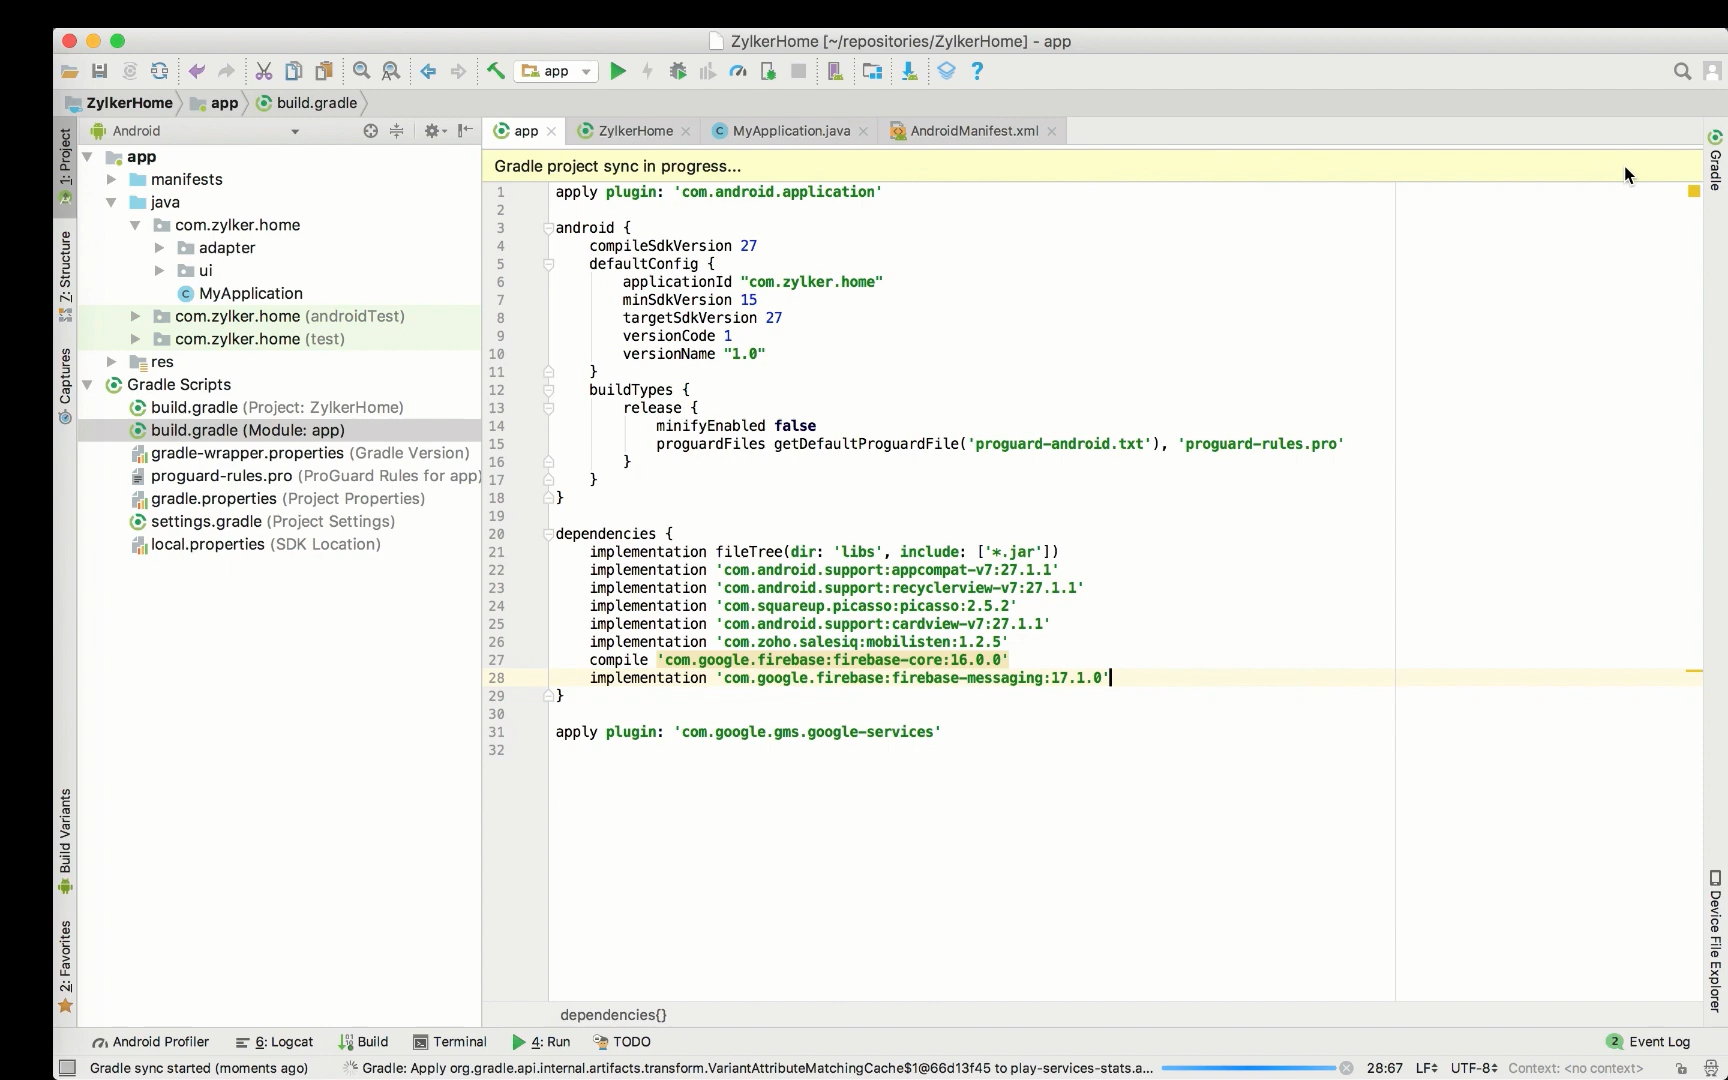 ZylkerHome [~/repositories/ZylkerHome] - app
app
ZylkerHome
app
build.gradle
1: Project
Android
app
ZylkerHome
MyApplication.java
AndroidManifest.xml
Gradle
app
manifests
java
com.zylker.home
adapter
ui
MyApplication
com.zylker.home (androidTest)
com.zylker.home (test)
res
Gradle Scripts
build.gradle (Project: ZylkerHome)
build.gradle (Module: app)
gradle-wrapper.properties (Gradle Version)
proguard-rules.pro (ProGuard Rules for app)
gradle.properties (Project Properties)
settings.gradle (Project Settings)
local.properties (SDK Location)
Z: Structure
Captures
Build Variants
2: Favorites
Gradle project sync in progress...
1 apply plugin: 'com.android.application'
2
3 android {
4 compileSdkVersion 27
5 defaultConfig {
6 applicationId "com.zylker.home"
7 minSdkVersion 15
8 targetSdkVersion 27
9 versionCode 1
10 versionName "1.0"
11 }
12 buildTypes {
13 release {
14 minifyEnabled false
15 proguardFiles getDefaultProguardFile('proguard-android.txt'), 'proguard-rules.pro'
16 }
17 }
18 }
19
20 dependencies {
21 implementation fileTree(dir: 'libs', include: ['*.jar'])
22 implementation 'com.android.support:appcompat-v7:27.1.1'
23 implementation 'com.android.support:recyclerview-v7:27.1.1'
24 implementation 'com.squareup.picasso:picasso:2.5.2'
25 implementation 'com.android.support:cardview-v7:27.1.1'
26 implementation 'com.zoho.salesiq:mobilisten:1.2.5'
27 compile 'com.google.firebase:firebase-core:16.0.0'
28 implementation 'com.google.firebase:firebase-messaging:17.1.0'
29 }
30
31 apply plugin: 'com.google.gms.google-services'
32
Device File Explorer
dependencies{}
Android Profiler
6: Logcat
Build
Terminal
4: Run
TODO
2 Event Log
Gradle sync started (moments ago)
Gradle: Apply org.gradle.api.internal.artifacts.transform.VariantAttributeMatchingCache$1@66d13f45 to play-services-stats.a...
28:67
LF
UTF-8
Context: <no context>